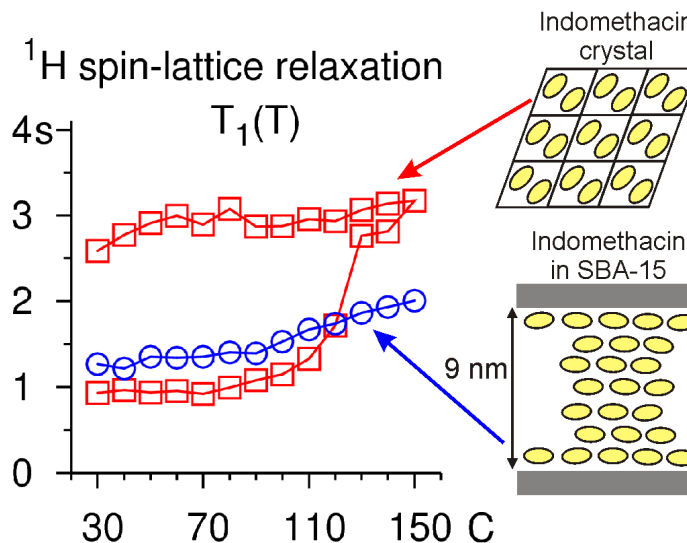 ¹H spin-lattice relaxation
T₁(T)
4s
3
2
1
0
30
70
110
150 C
Indomethacin
crystal
Indomethacin
in SBA-15
9 nm